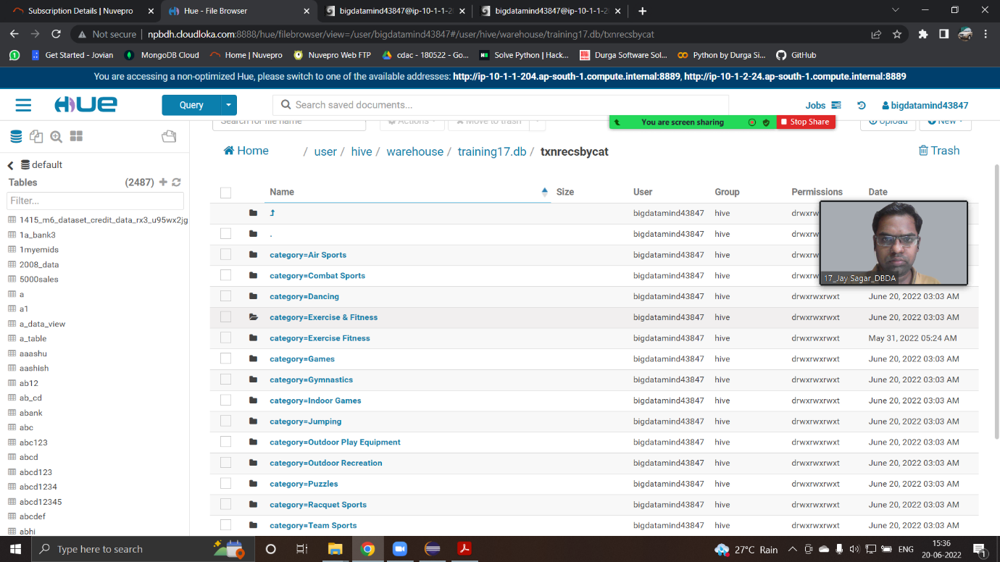 Subscription Details | Nuvepro
Hue - File Browser
bigdatamind43847@ip-10-1-1-2
bigdatamind43847@ip-10-1-1-2
Not secure | npbdh.cloudloka.com:8888/hue/filebrowser/view=/user/bigdatamind43847#/user/hive/warehouse/training17.db/txnrecsbycat
Get Started - Jovian MongoDB Cloud Home | Nuvepro Nuvepro Web FTP cdac - 180522 - Go... Solve Python | Hack... Durga Software Sol... Python by Durga Si... GitHub
You are accessing a non-optimized Hue, please switch to one of the available addresses: http://ip-10-1-1-204.ap-south-1.compute.internal:8889, http://ip-10-1-2-24.ap-south-1.compute.internal:8889
HUE Query Search saved documents... Jobs bigdatamind43847
Search for file name Actions Move to trash You are screen sharing Stop Share Upload New
Home / user / hive / warehouse / training17.db / txnrecsbycat Trash
default
Tables (2487)
Filter...
1415_m6_dataset_credit_data_rx3_u95wx2jg
1a_bank3
1myemids
2008_data
5000sales
a
a1
a_data_view
a_table
aaashu
aashish
ab12
ab_cd
abank
abc
abc123
abcd
abcd123
abcd1234
abcd12345
abcdef
abhi
Name Size User Group Permissions Date
bigdatamind43847 hive drwxrw
. bigdatamind43847 hive drwxrw
category=Air Sports bigdatamind43847 hive drwxrw
category=Combat Sports bigdatamind43847 hive drwxrw
17_Jay Sagar_DBDA
category=Dancing bigdatamind43847 hive drwxrwxrwxt June 20, 2022 03:03 AM
category=Exercise & Fitness bigdatamind43847 hive drwxrwxrwxt June 20, 2022 03:03 AM
category=Exercise Fitness bigdatamind43847 hive drwxrwxrwxt May 31, 2022 05:24 AM
category=Games bigdatamind43847 hive drwxrwxrwxt June 20, 2022 03:03 AM
category=Gymnastics bigdatamind43847 hive drwxrwxrwxt June 20, 2022 03:03 AM
category=Indoor Games bigdatamind43847 hive drwxrwxrwxt June 20, 2022 03:03 AM
category=Jumping bigdatamind43847 hive drwxrwxrwxt June 20, 2022 03:03 AM
category=Outdoor Play Equipment bigdatamind43847 hive drwxrwxrwxt June 20, 2022 03:03 AM
category=Outdoor Recreation bigdatamind43847 hive drwxrwxrwxt June 20, 2022 03:03 AM
category=Puzzles bigdatamind43847 hive drwxrwxrwxt June 20, 2022 03:03 AM
category=Racquet Sports bigdatamind43847 hive drwxrwxrwxt June 20, 2022 03:03 AM
category=Team Sports bigdatamind43847 hive drwxrwxrwxt June 20, 2022 03:03 AM
Type here to search 27°C Rain ENG 15:36
20-06-2022 1